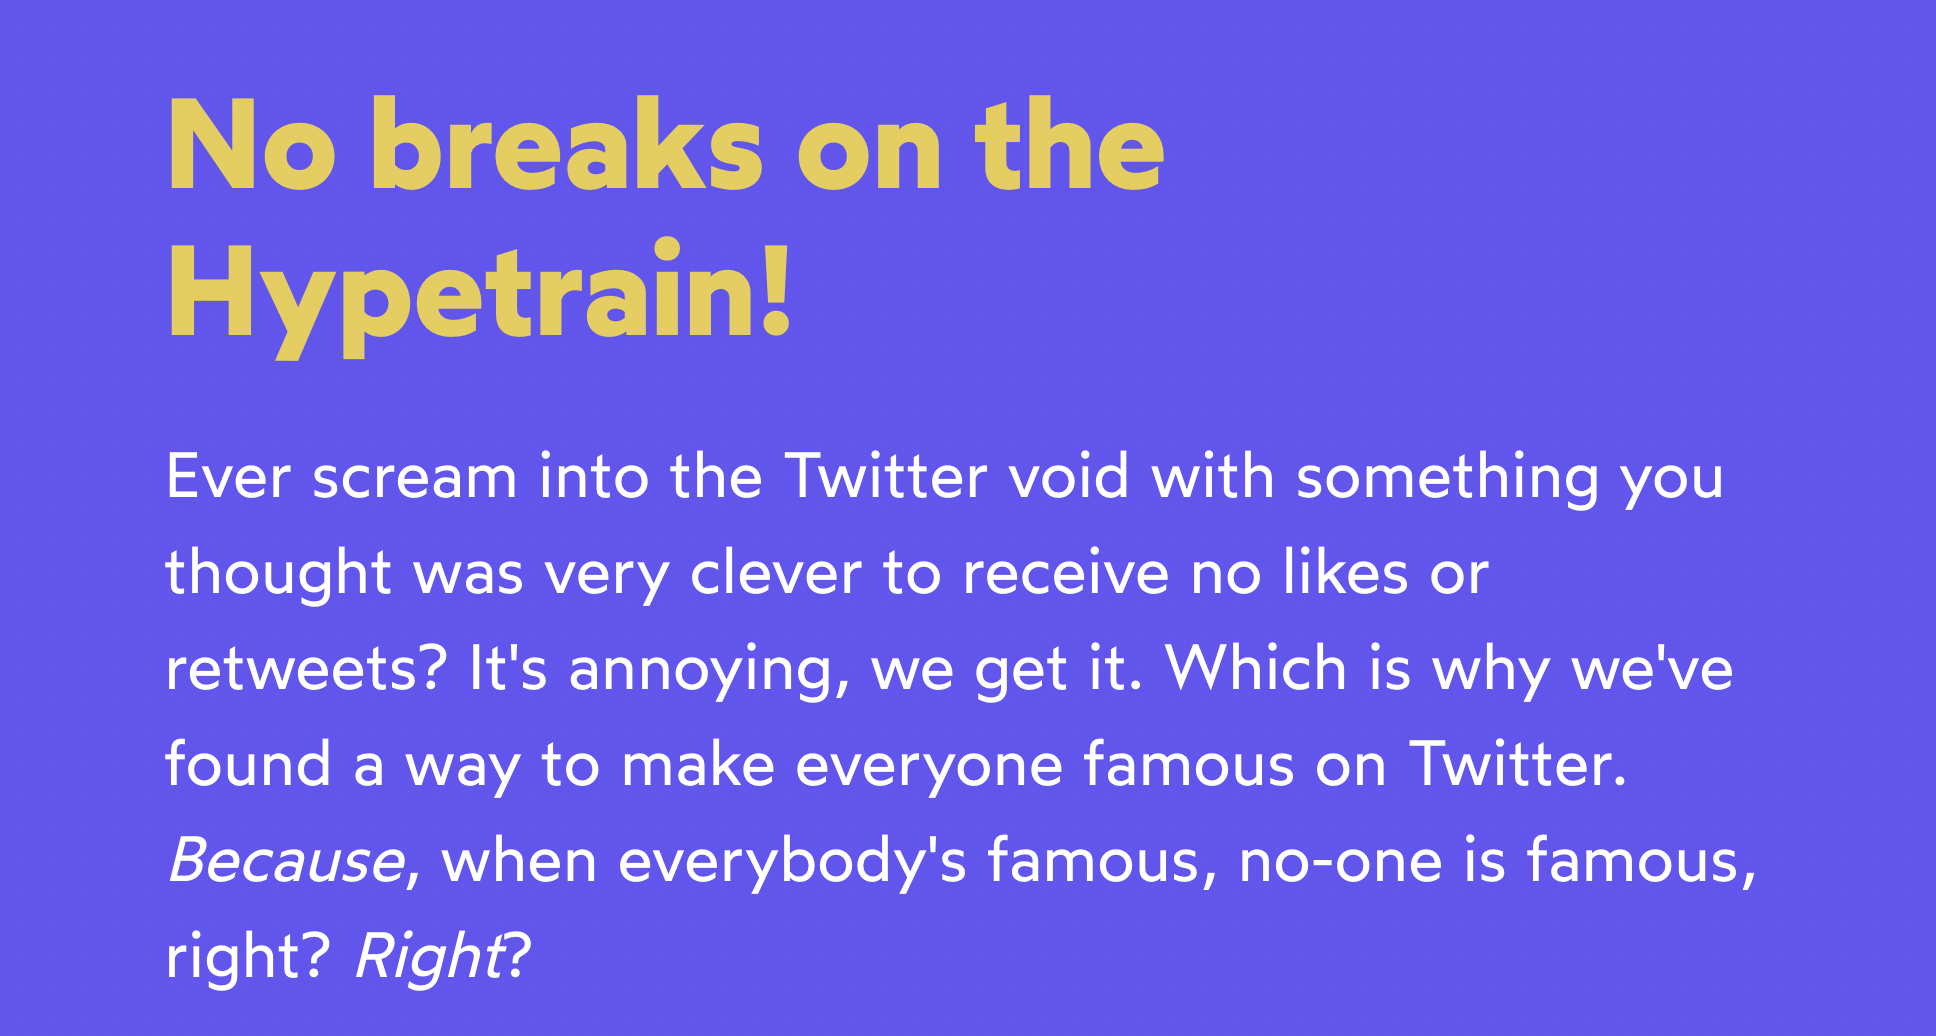 No breaks on the
Hypetrain!
Ever scream into the Twitter void with something you
thought was very clever to receive no likes or
retweets? It's annoying, we get it. Which is why we've
found a way to make everyone famous on Twitter.
Because, when everybody's famous, no-one is famous,
right? Right?